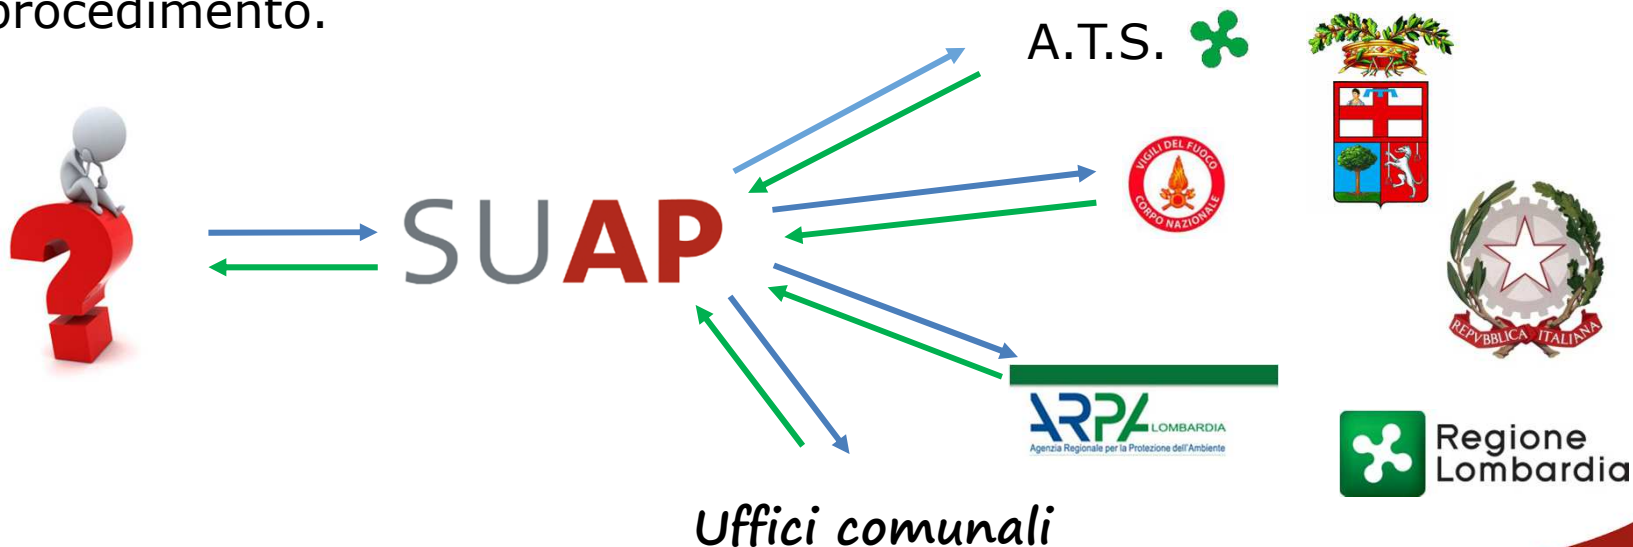 procedimento.
A.T.S.
VIGILI DEL FUOCO
CORPO NAZIONALE
SUAP
REPVBBLICA ITALIANA
ARPA LOMBARDIA
Agenzia Regionale per la Protezione dell'Ambiente
Regione
Lombardia
Uffici comunali